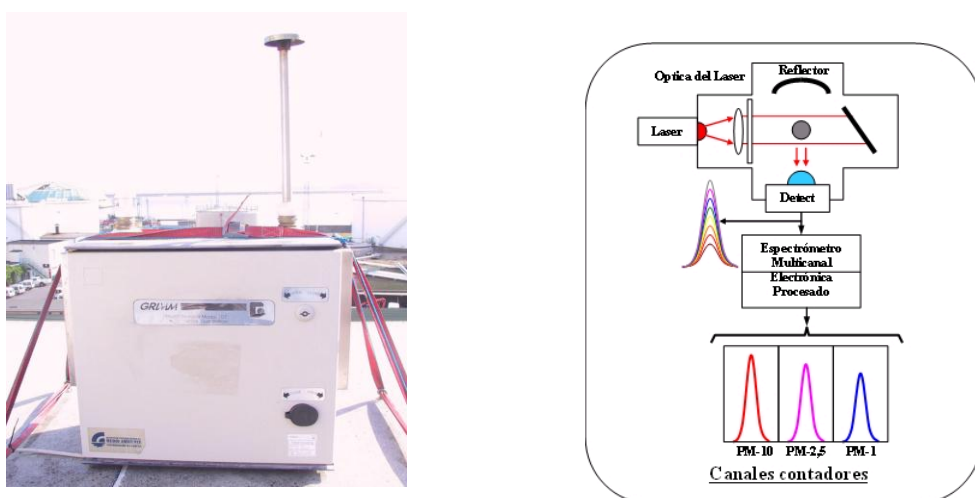 GRIMM
Optica del Laser
Reflector
Laser
Detect
Espectrómetro
Multicanal
Electrónica
Procesado
PM-10 PM-2,5 PM-1
Canales contadores